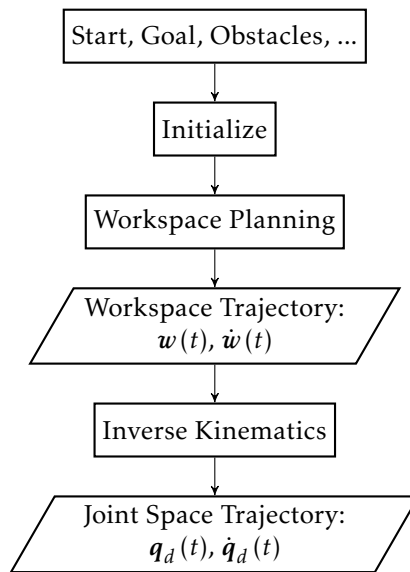 Start, Goal, Obstacles, ...
Initialize
Workspace Planning
Workspace Trajectory:
w(t), ẇ(t)
Inverse Kinematics
Joint Space Trajectory:
q_d(t), q̇_d(t)